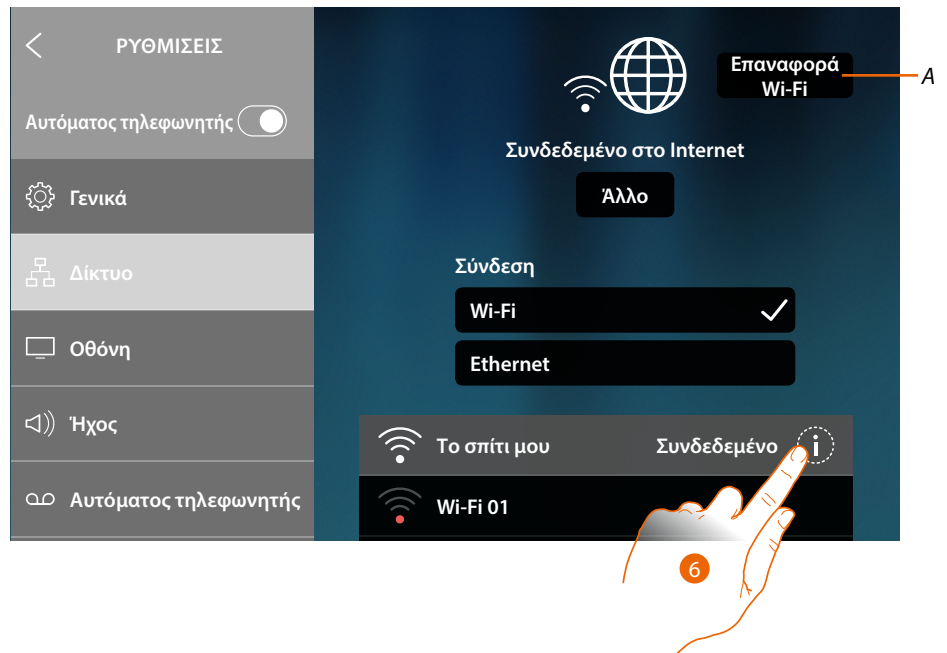 ΡΥΘΜΙΣΕΙΣ
Αυτόματος τηλεφωνητής
Γενικά
Δίκτυο
Οθόνη
Ήχος
Αυτόματος τηλεφωνητής
Επαναφορά
Wi-Fi
A
Συνδεδεμένο στο Internet
Άλλο
Σύνδεση
Wi-Fi
Ethernet
Το σπίτι μου Συνδεδεμένο i
Wi-Fi 01
6